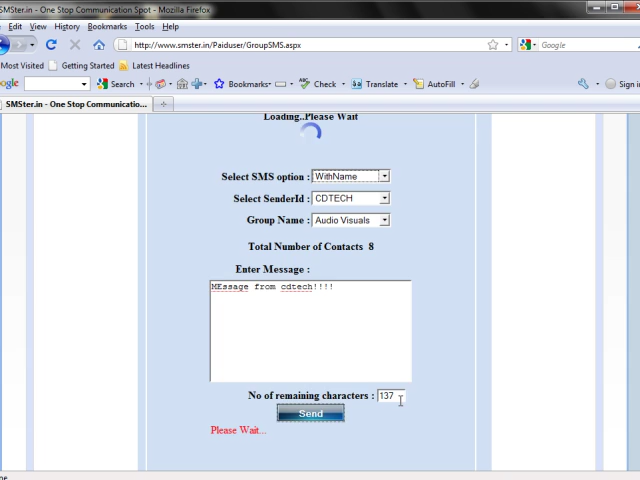 SMSter.in - One Stop Communication Spot - Mozilla Firefox
Edit View History Bookmarks Tools Help
http://www.smster.in/Paiduser/GroupSMS.aspx
Google
Most Visited Getting Started Latest Headlines
Search Bookmarks Check Translate AutoFill Sign i
SMSter.in - One Stop Communicatio...
Loading..Please Wait
Select SMS option : WithName
Select SenderId : CDTECH
Group Name : Audio Visuals
Total Number of Contacts 8
Enter Message :
MEssage from cdtech!!!!
No of remaining characters : 137
Send
Please Wait...